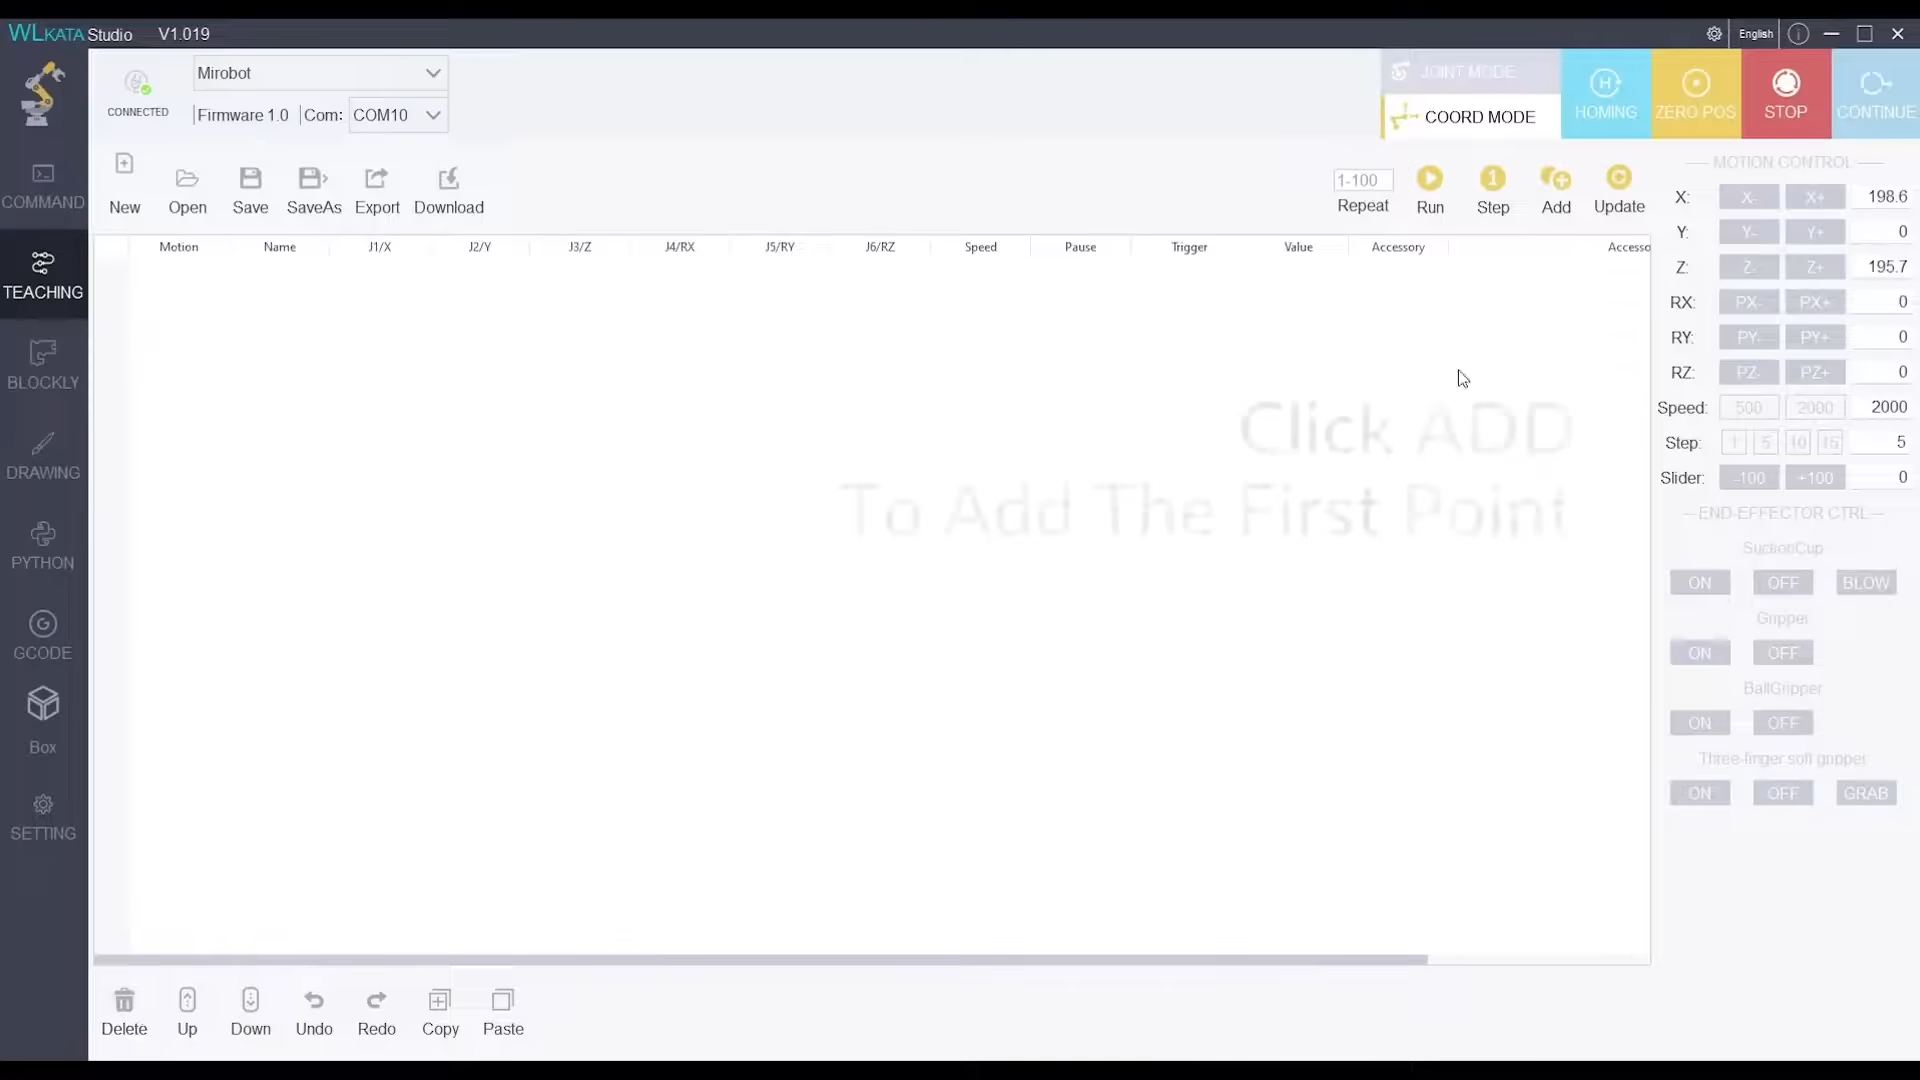 WLKATA Studio V1.019 English
CONNECTED
Mirobot
Firmware 1.0 Com: COM10
JOINT MODE
COORD MODE
HOMING
ZERO POS
STOP
CONTINUE
New Open Save SaveAs Export Download
1-100
Repeat Run Step Add Update
Motion Name J1/X J2/Y J3/Z J4/RX J5/RY J6/RZ Speed Pause Trigger Value Accessory Accesso
Click ADD
To Add The First Point
COMMAND
TEACHING
BLOCKLY
DRAWING
PYTHON
GCODE
Box
SETTING
MOTION CONTROL
X: X- X+ 198.6
Y: Y- Y+ 0
Z: Z- Z+ 195.7
RX: PX- PX+ 0
RY: PY- PY+ 0
RZ: PZ- PZ+ 0
Speed: 500 2000 2000
Step: 1 5 10 15 5
Slider: -100 +100 0
END-EFFECTOR CTRL
SuctionCup
ON OFF BLOW
Gripper
ON OFF
BallGripper
ON OFF
Three-finger soft gripper
ON OFF GRAB
Delete Up Down Undo Redo Copy Paste